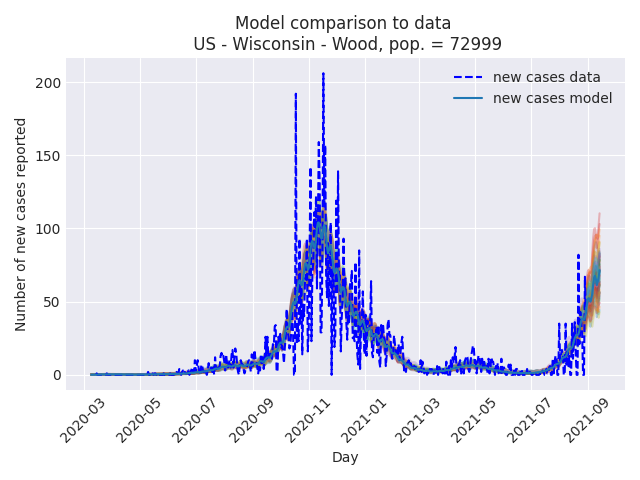 Model comparison to data
US - Wisconsin - Wood, pop. = 72999
new cases data
new cases model
Number of new cases reported
200
150
100
50
0
2020-03
2020-05
2020-07
2020-09
2020-11
2021-01
2021-03
2021-05
2021-07
2021-09
Day